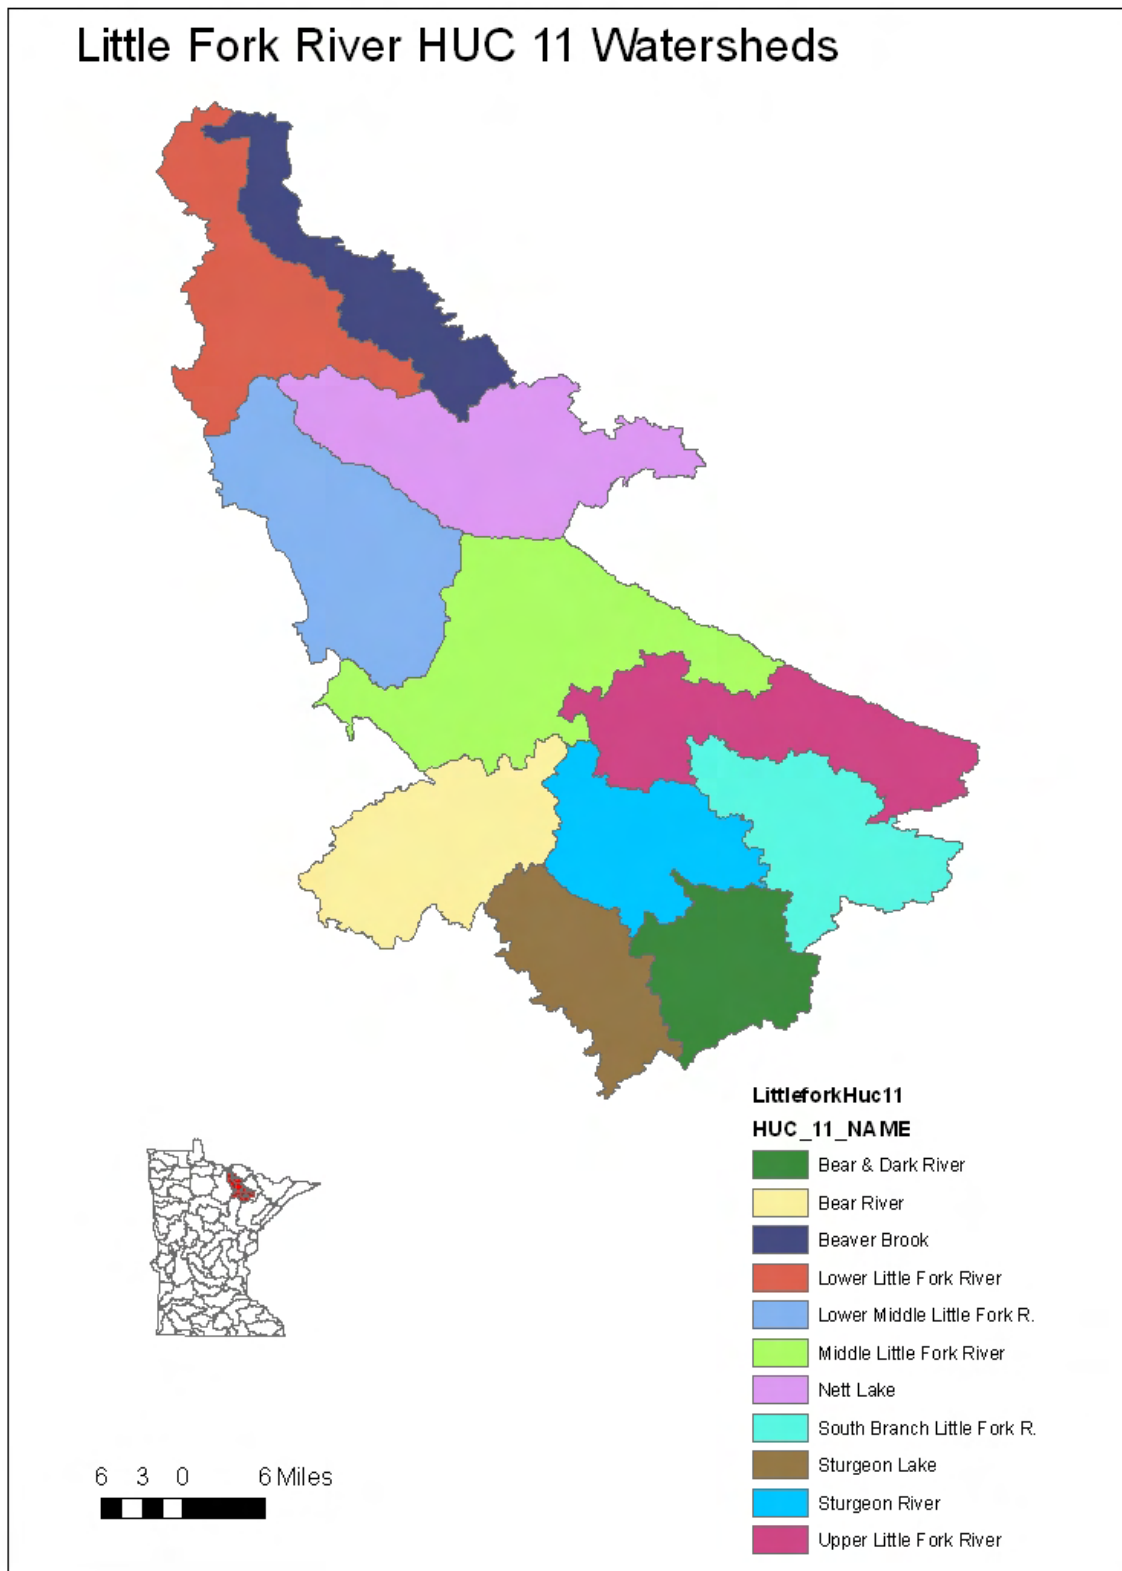 Little Fork River HUC 11 Watersheds
LittleforkHuc11
HUC_11_NAME
Bear & Dark River
Bear River
Beaver Brook
Lower Little Fork River
Lower Middle Little Fork R.
Middle Little Fork River
Nett Lake
South Branch Little Fork R.
Sturgeon Lake
Sturgeon River
Upper Little Fork River
6 3 0 6 Miles